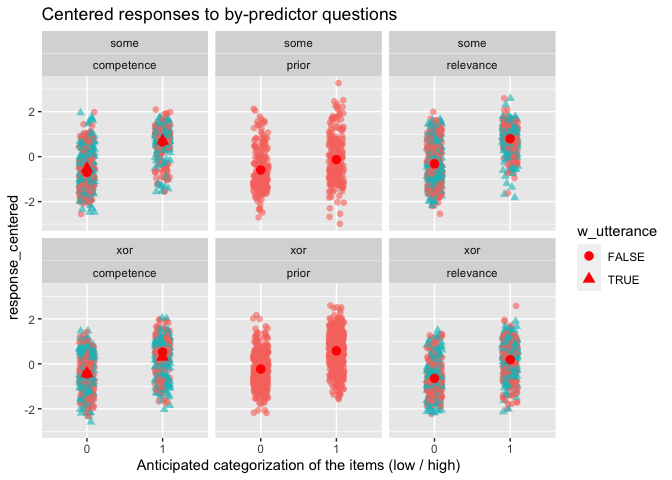 Centered responses to by-predictor questions
some some some
competence prior relevance
2
0
-2
xor xor xor
competence prior relevance
2
0
-2
0 1 0 1 0 1
Anticipated categorization of the items (low / high)
response_centered
w_utterance
FALSE
TRUE